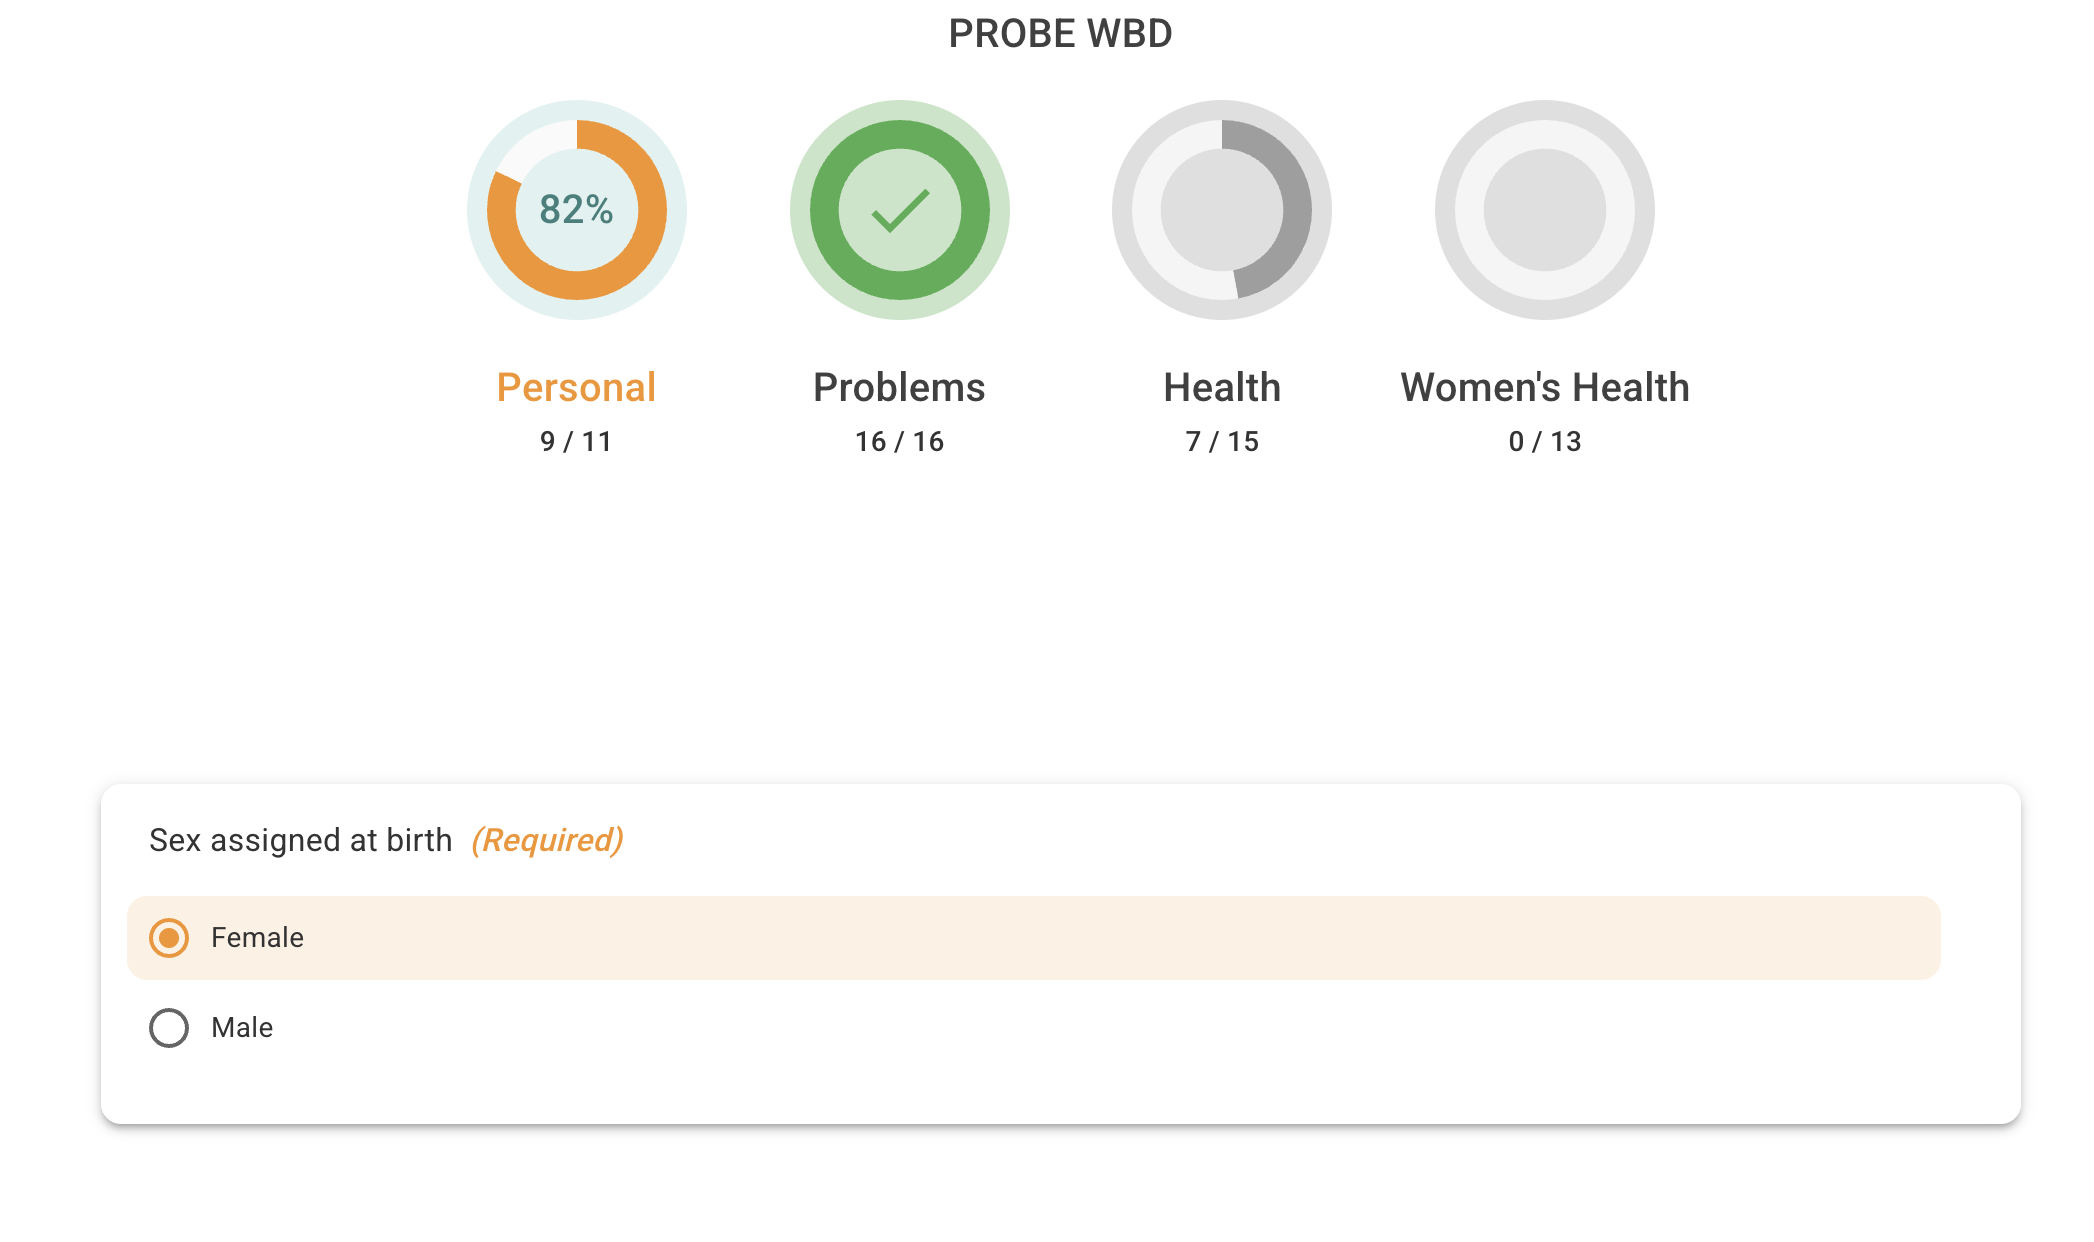 PROBE WBD
82%
Personal
Problems
Health
Women's Health
9 / 11
16 / 16
7 / 15
0 / 13
Sex assigned at birth (Required)
Female
Male